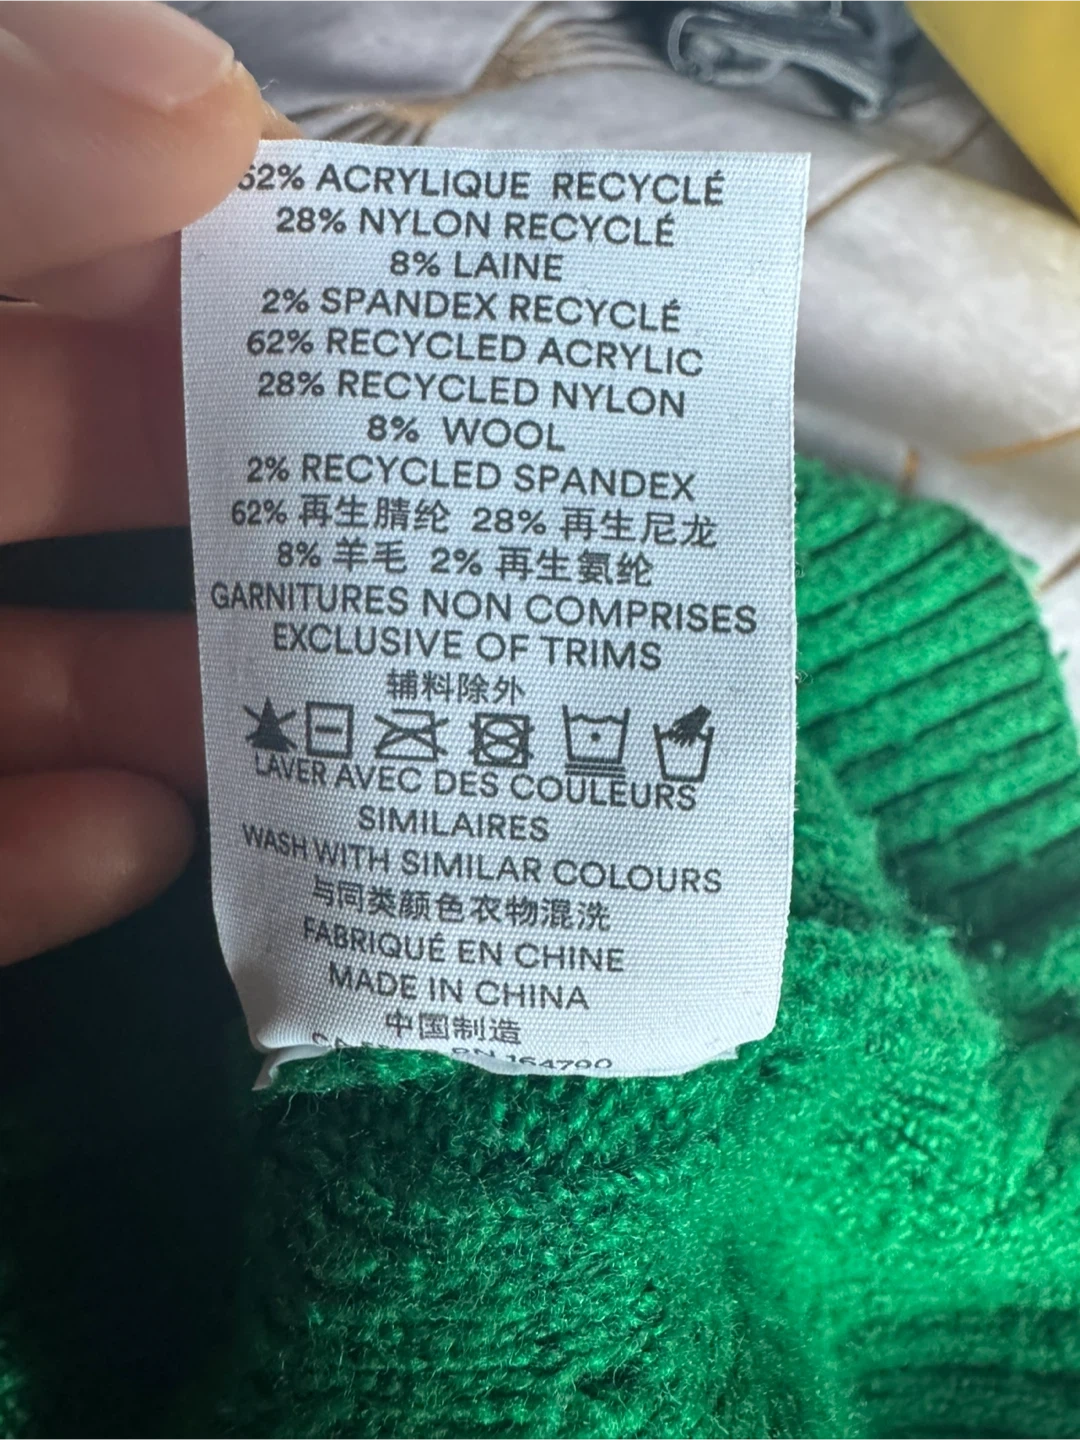 62% ACRYLIQUE RECYCLÉ
28% NYLON RECYCLÉ
8% LAINE
2% SPANDEX RECYCLÉ
62% RECYCLED ACRYLIC
28% RECYCLED NYLON
8% WOOL
2% RECYCLED SPANDEX
62% 再生腈纶 28% 再生尼龙
8% 羊毛 2% 再生氨纶
GARNITURES NON COMPRISES
EXCLUSIVE OF TRIMS
辅料除外
LAVER AVEC DES COULEURS
SIMILAIRES
WASH WITH SIMILAR COLOURS
与同类颜色衣物混洗
FABRIQUÉ EN CHINE
MADE IN CHINA
中国制造
RN 164790